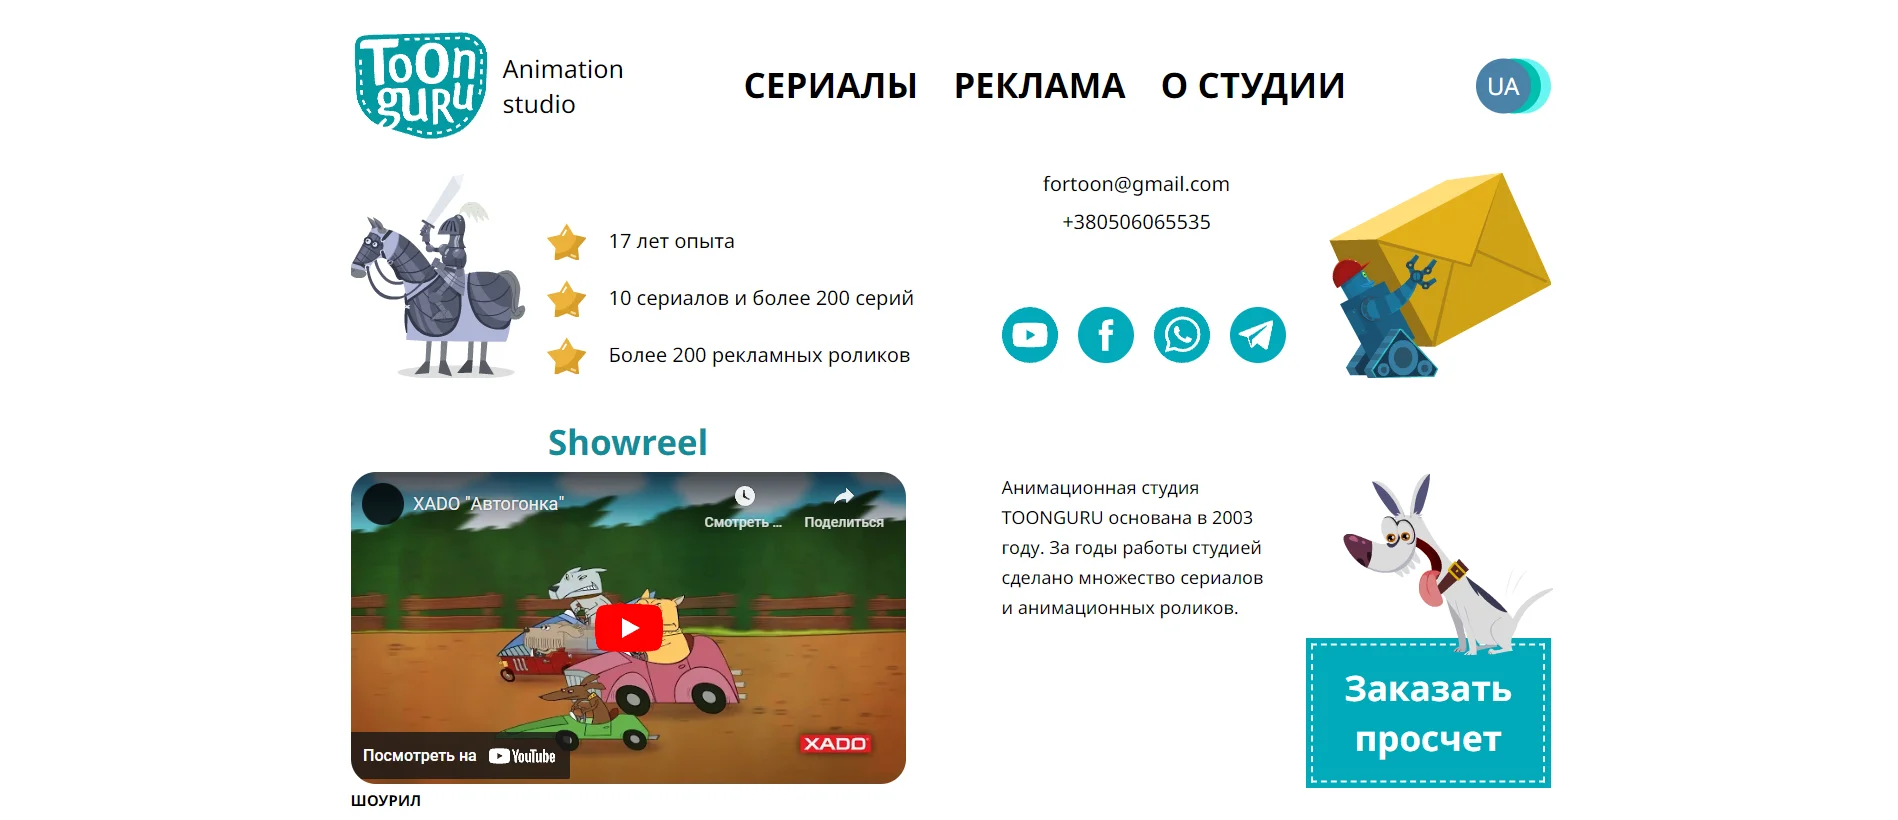 Toon
guru
Animation
studio
СЕРИАЛЫ РЕКЛАМА О СТУДИИ
UA
17 лет опыта
10 сериалов и более 200 серий
Более 200 рекламных роликов
fortoon@gmail.com
+380506065535
Showreel
XADO "Автогонка"
Смотреть ...
Поделиться
XADO
Посмотреть на YouTube
ШОУРИЛ
Анимационная студия
TOONGURU основана в 2003
году. За годы работы студией
сделано множество сериалов
и анимационных роликов.
Заказать
просчет